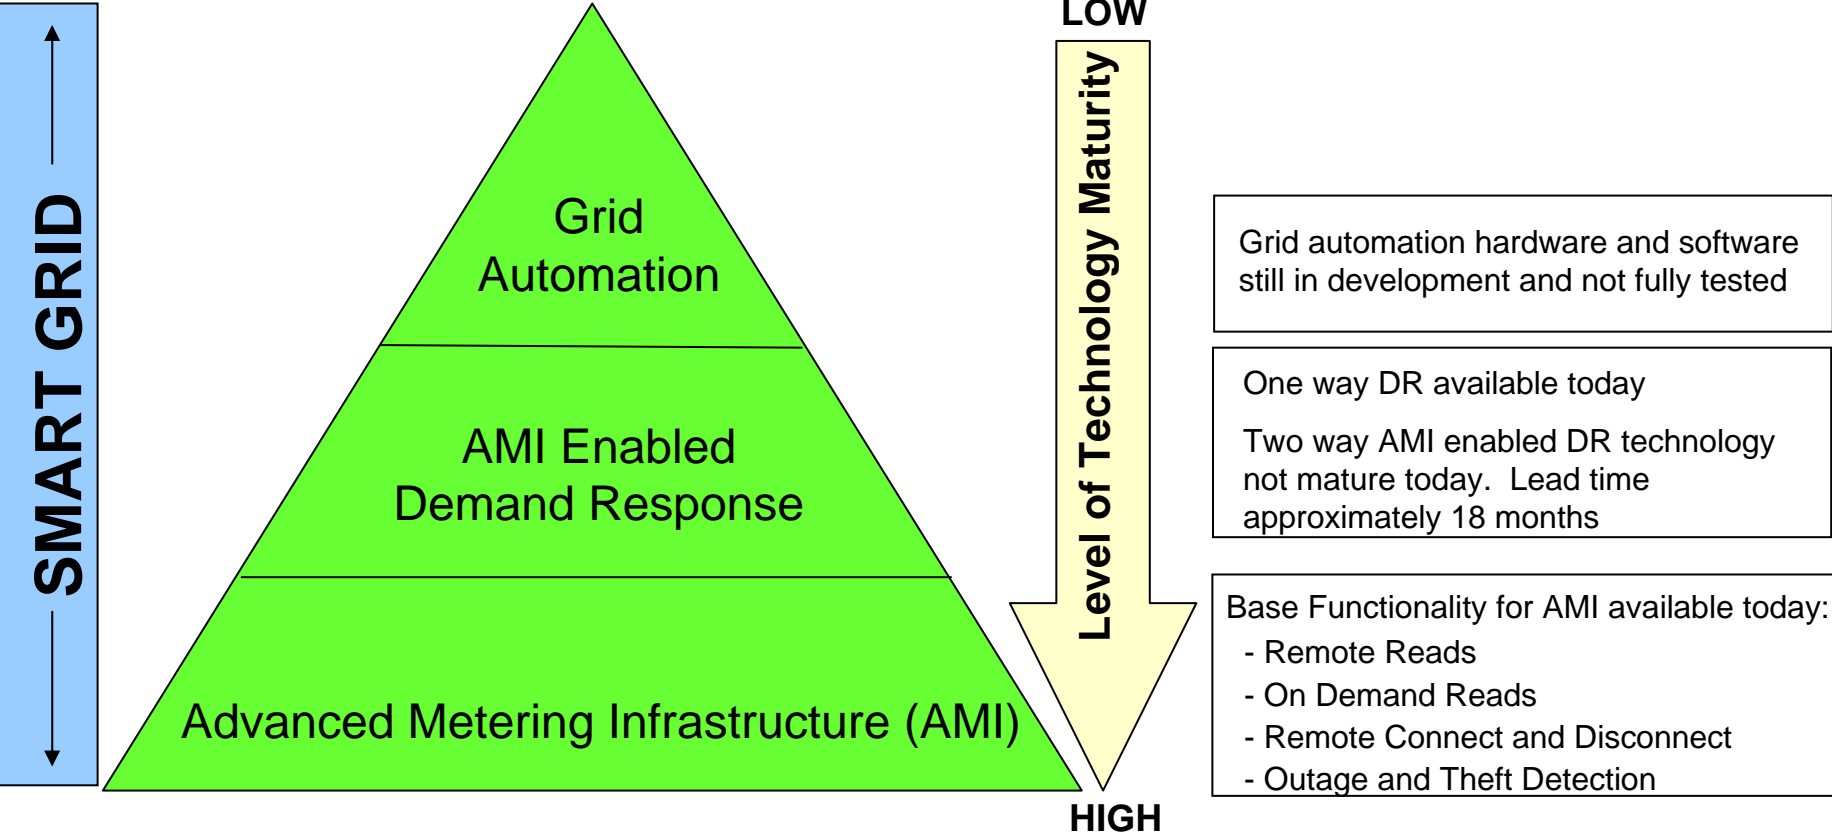 SMART GRID
Grid
Automation
AMI Enabled
Demand Response
Advanced Metering Infrastructure (AMI)
LOW
Level of Technology Maturity
HIGH
Grid automation hardware and software
still in development and not fully tested
One way DR available today
Two way AMI enabled DR technology
not mature today.  Lead time
approximately 18 months
Base Functionality for AMI available today:
- Remote Reads
- On Demand Reads
- Remote Connect and Disconnect
- Outage and Theft Detection